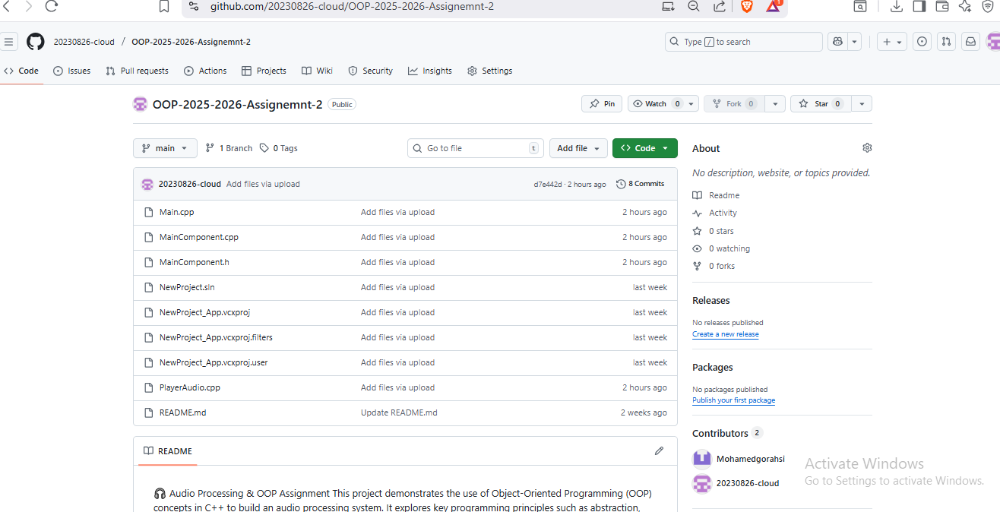 github.com/20230826-cloud/OOP-2025-2026-Assignemnt-2
1
20230826-cloud / OOP-2025-2026-Assignemnt-2
Type / to search
Code Issues Pull requests Actions Projects Wiki Security Insights Settings
OOP-2025-2026-Assignemnt-2 Public
Pin Watch 0 Fork 0 Star 0
main 1 Branch 0 Tags Go to file t Add file Code
20230826-cloud Add files via upload d7e442d · 2 hours ago 8 Commits
Main.cpp Add files via upload 2 hours ago
MainComponent.cpp Add files via upload 2 hours ago
MainComponent.h Add files via upload 2 hours ago
NewProject.sln Add files via upload last week
NewProject_App.vcxproj Add files via upload last week
NewProject_App.vcxproj.filters Add files via upload last week
NewProject_App.vcxproj.user Add files via upload last week
PlayerAudio.cpp Add files via upload 2 hours ago
README.md Update README.md 2 weeks ago
README
🎧 Audio Processing & OOP Assignment This project demonstrates the use of Object-Oriented Programming (OOP)
concepts in C++ to build an audio processing system. It explores key programming principles such as abstraction,
About
No description, website, or topics provided.
Readme
Activity
0 stars
0 watching
0 forks
Releases
No releases published
Create a new release
Packages
No packages published
Publish your first package
Contributors 2
Mohamedgorahsi
20230826-cloud
Activate Windows
Go to Settings to activate Windows.